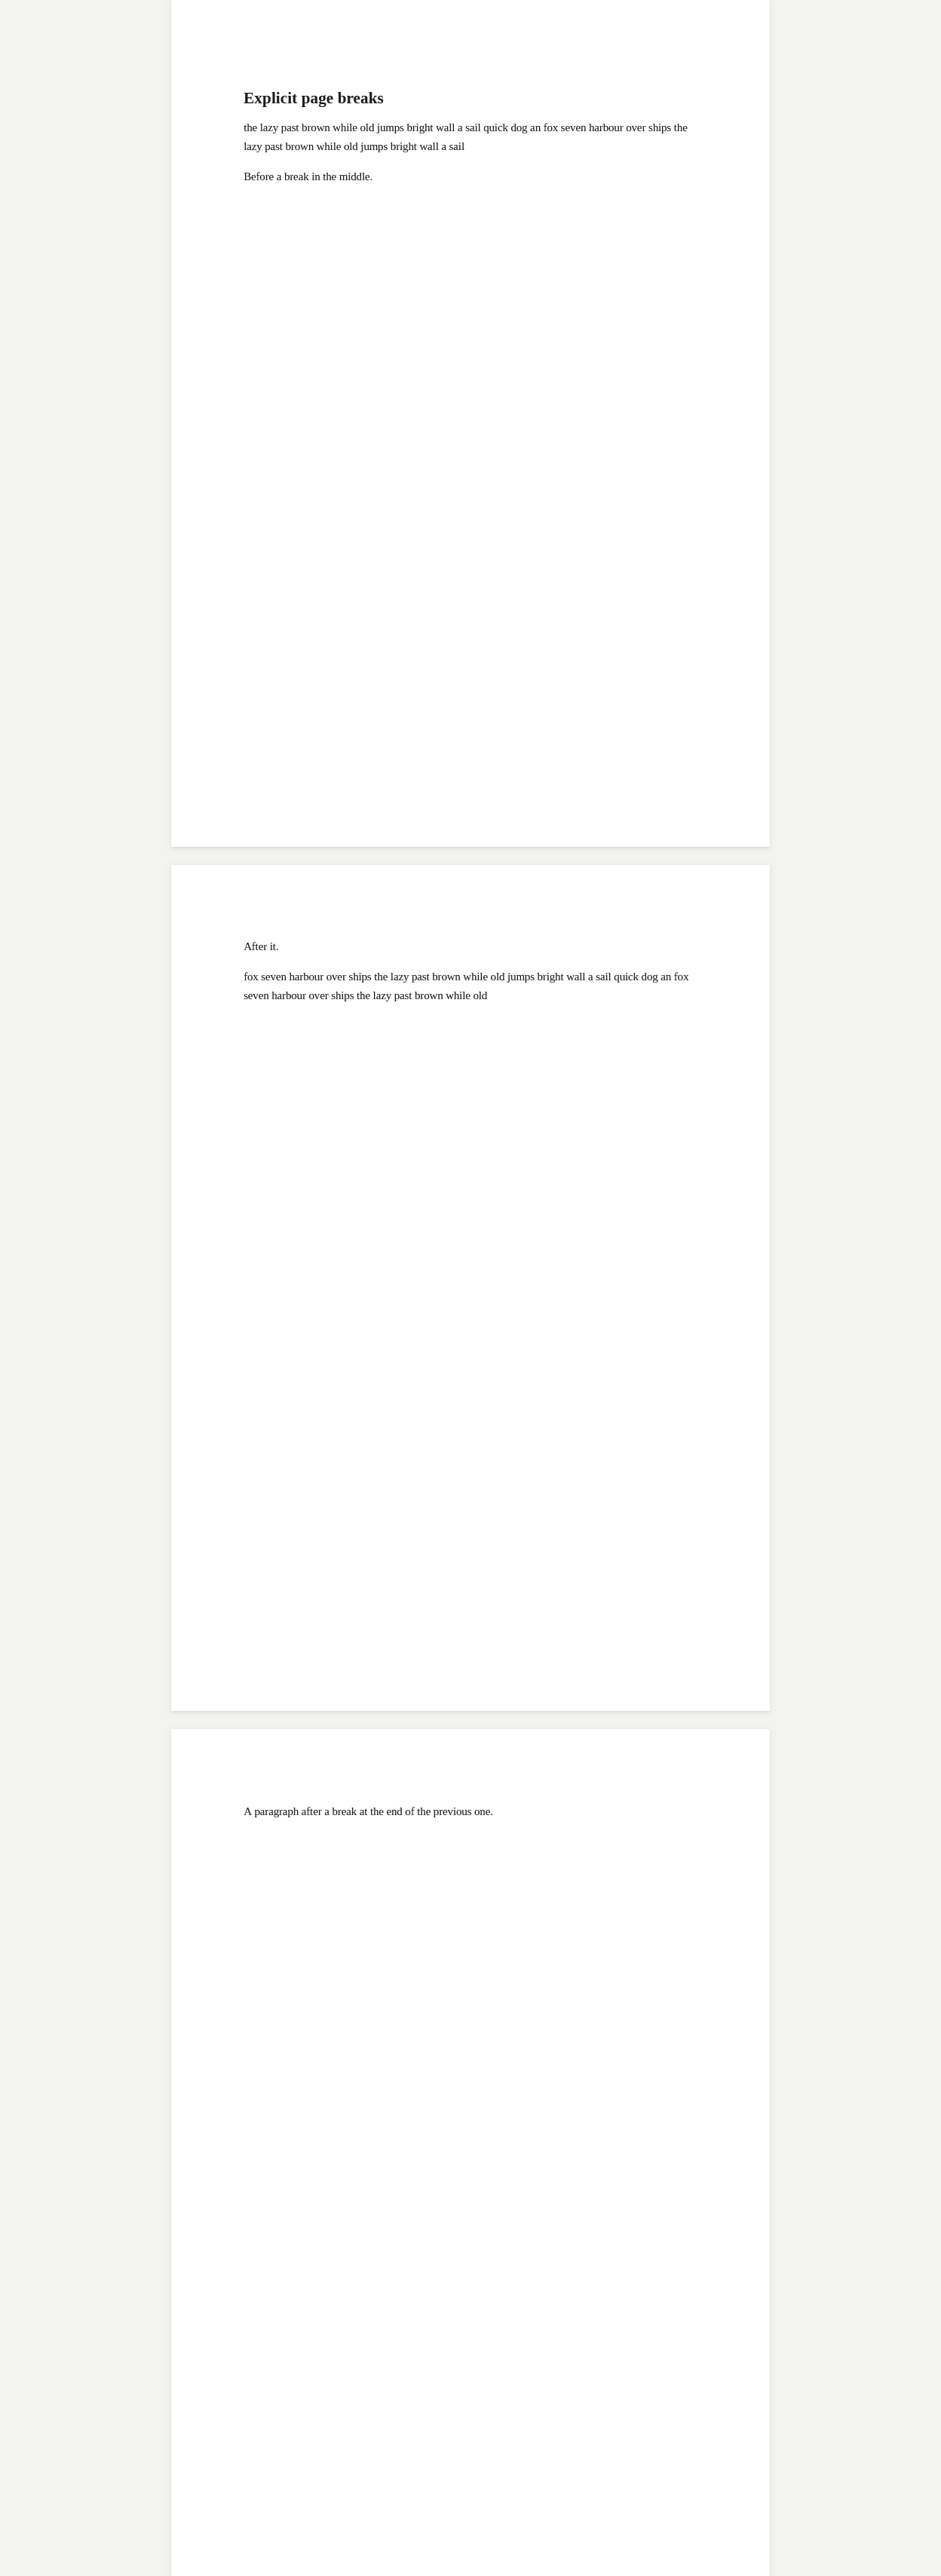 Explicit page breaks
the lazy past brown while old jumps bright wall a sail quick dog an fox seven harbour over ships the
lazy past brown while old jumps bright wall a sail
Before a break in the middle.
After it.
fox seven harbour over ships the lazy past brown while old jumps bright wall a sail quick dog an fox
seven harbour over ships the lazy past brown while old
A paragraph after a break at the end of the previous one.